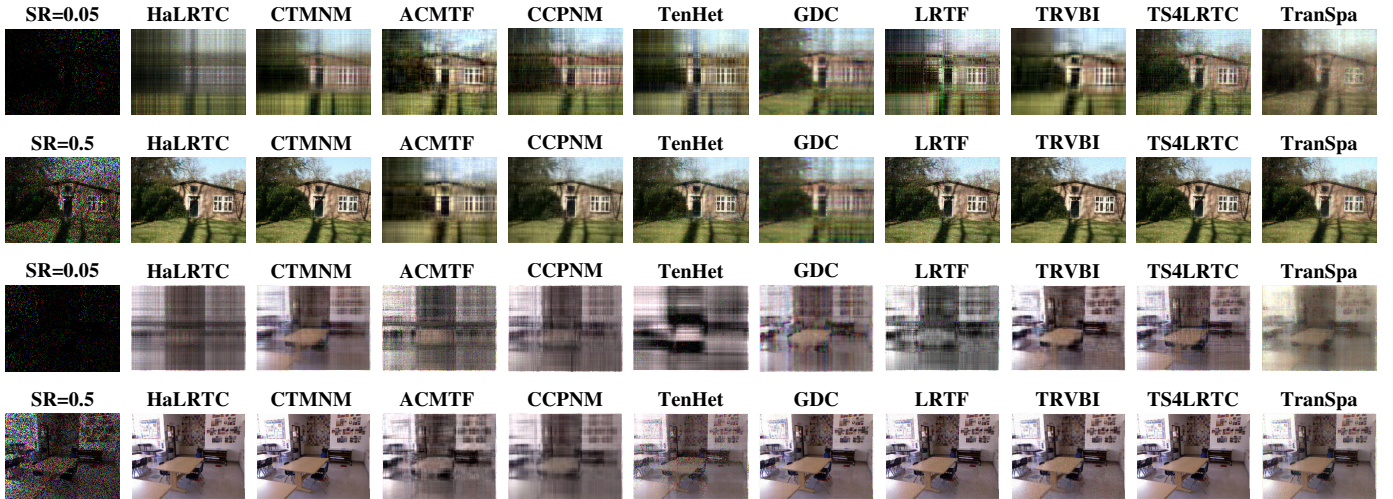 SR=0.05 HaLRTC CTMNM ACMTF CCPNM TenHet GDC LRTF TRVBI TS4LRTC TranSpa
SR=0.5 HaLRTC CTMNM ACMTF CCPNM TenHet GDC LRTF TRVBI TS4LRTC TranSpa
SR=0.05 HaLRTC CTMNM ACMTF CCPNM TenHet GDC LRTF TRVBI TS4LRTC TranSpa
SR=0.5 HaLRTC CTMNM ACMTF CCPNM TenHet GDC LRTF TRVBI TS4LRTC TranSpa